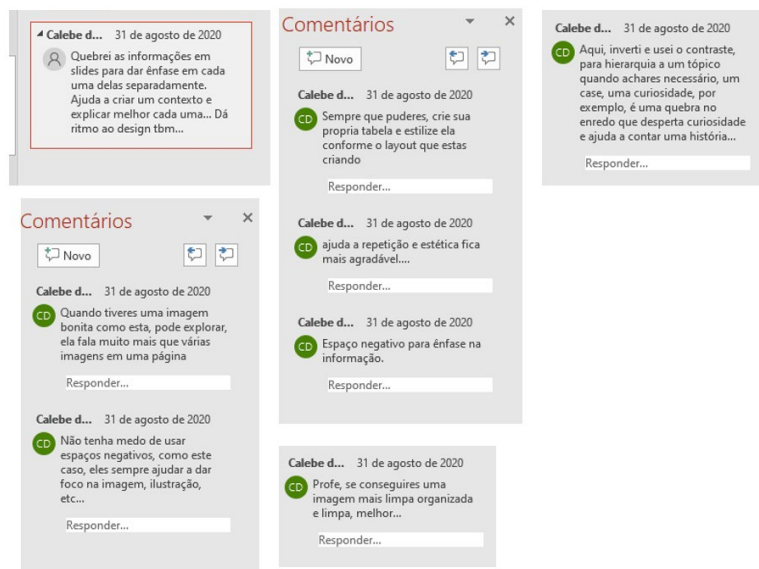 Calebe d... 31 de agosto de 2020
Quebrei as informações em
slides para dar ênfase em cada
uma delas separadamente.
Ajuda a criar um contexto e
explicar melhor cada uma... Dá
ritmo ao design tbm...
Comentários
Novo
Calebe d... 31 de agosto de 2020
CD
Quando tiveres uma imagem
bonita como esta, pode explorar,
ela fala muito mais que várias
imagens em uma página
Responder...
Calebe d... 31 de agosto de 2020
CD
Não tenha medo de usar
espaços negativos, como este
caso, eles sempre ajudar a dar
foco na imagem, ilustração,
etc...
Responder...
Comentários
Novo
Calebe d... 31 de agosto de 2020
CD
Sempre que puderes, crie sua
propria tabela e estilize ela
conforme o layout que estas
criando
Responder...
Calebe d... 31 de agosto de 2020
CD
ajuda a repetição e estética fica
mais agradável....
Responder...
Calebe d... 31 de agosto de 2020
CD
Espaço negativo para ênfase na
informação.
Responder...
Calebe d... 31 de agosto de 2020
CD
Profe, se conseguires uma
imagem mais limpa organizada
e limpa, melhor...
Responder...
Calebe d... 31 de agosto de 2020
CD
Aqui, inverti e usei o contraste,
para hierarquia a um tópico
quando achares necessário, um
case, uma curiosidade, por
exemplo, é uma quebra no
enredo que desperta curiosidade
e ajuda a contar uma história...
Responder...